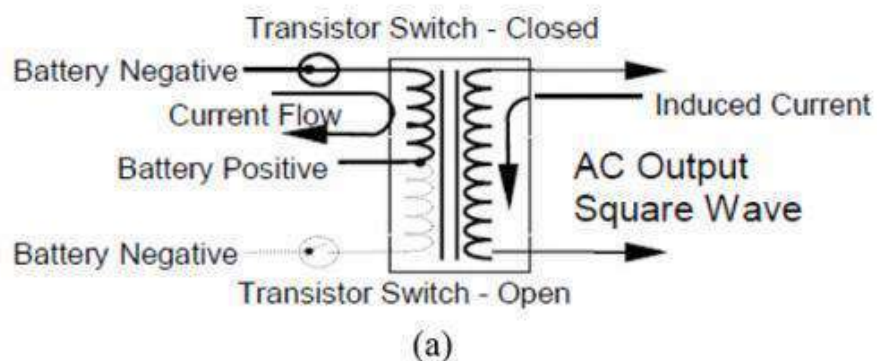 Transistor Switch - Closed
Battery Negative
Current Flow
Induced Current
Battery Positive
AC Output
Square Wave
Battery Negative
Transistor Switch - Open
(a)